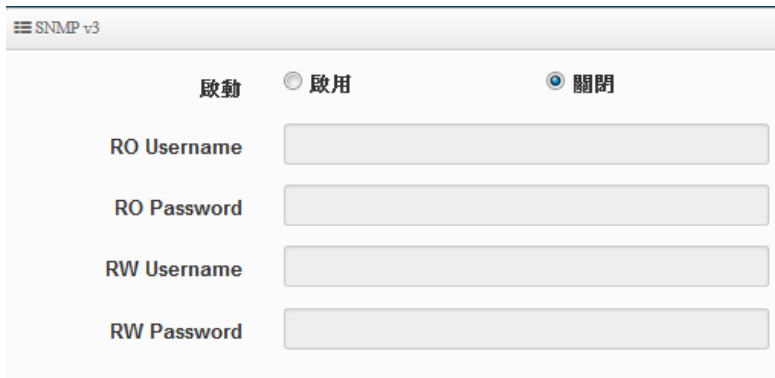 SNMP v3
啟動 啟用 關閉
RO Username
RO Password
RW Username
RW Password